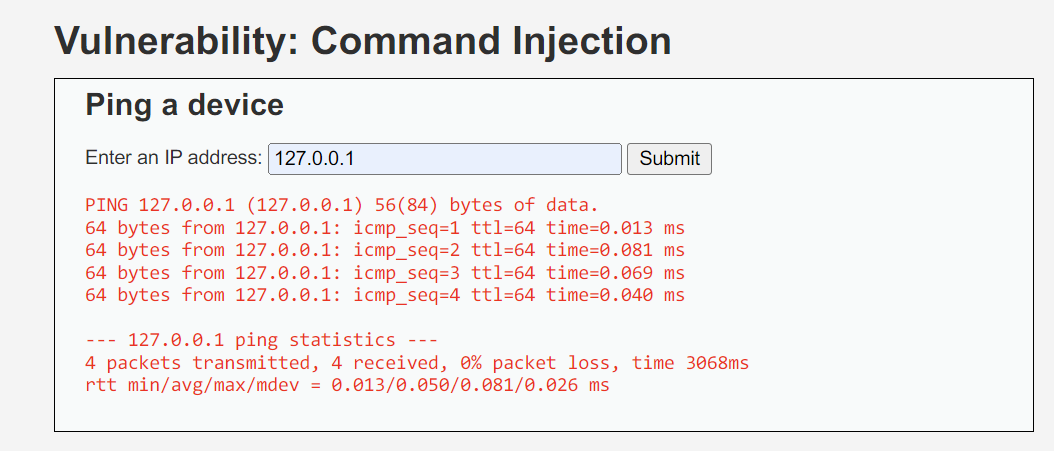 Vulnerability: Command Injection
Ping a device
Enter an IP address: 127.0.0.1 Submit
PING 127.0.0.1 (127.0.0.1) 56(84) bytes of data.
64 bytes from 127.0.0.1: icmp_seq=1 ttl=64 time=0.013 ms
64 bytes from 127.0.0.1: icmp_seq=2 ttl=64 time=0.081 ms
64 bytes from 127.0.0.1: icmp_seq=3 ttl=64 time=0.069 ms
64 bytes from 127.0.0.1: icmp_seq=4 ttl=64 time=0.040 ms
--- 127.0.0.1 ping statistics ---
4 packets transmitted, 4 received, 0% packet loss, time 3068ms
rtt min/avg/max/mdev = 0.013/0.050/0.081/0.026 ms